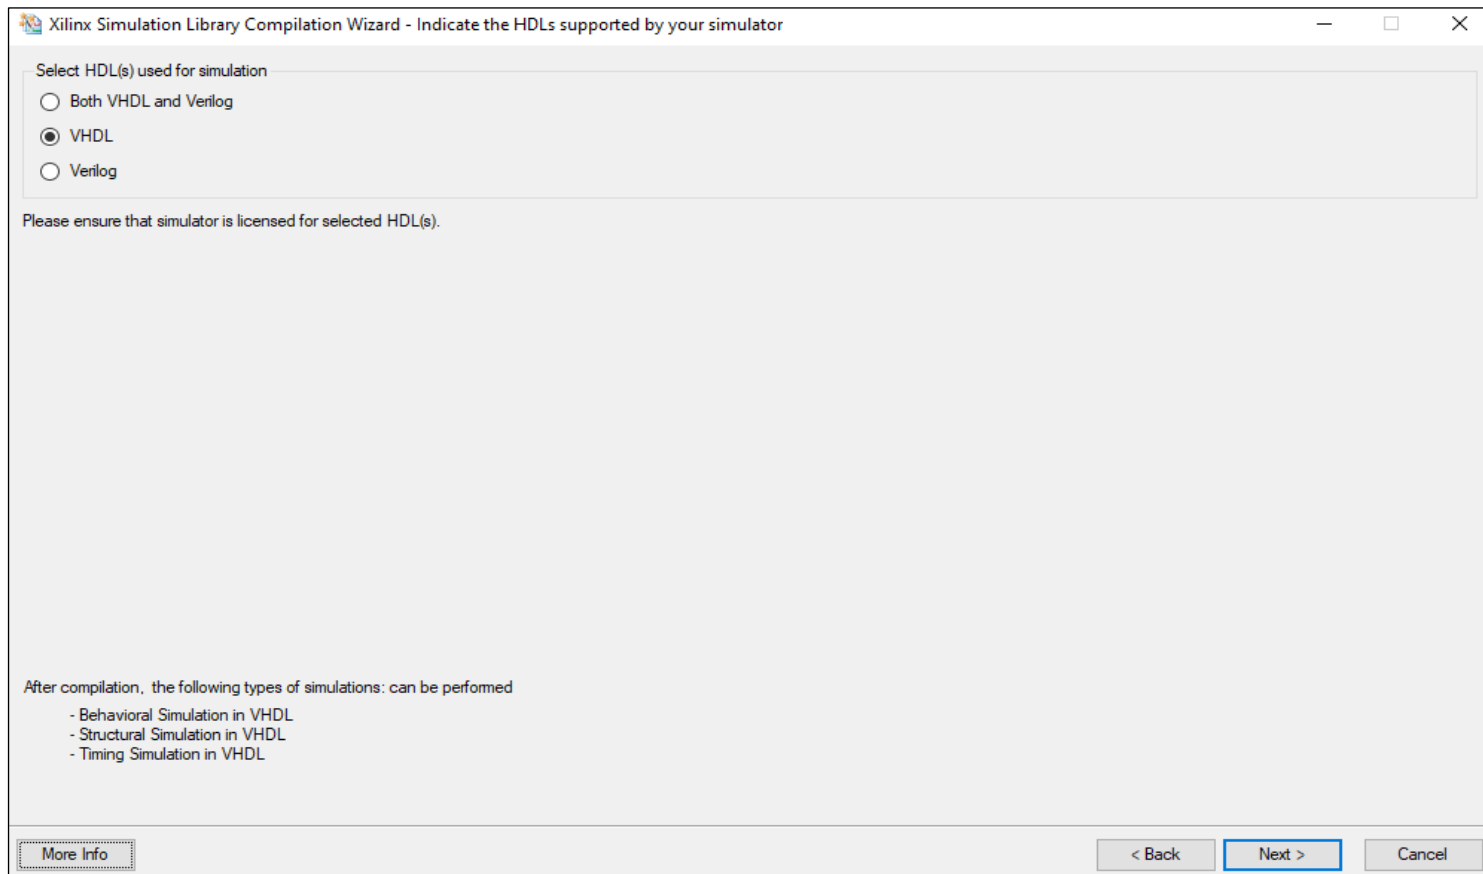 Xilinx Simulation Library Compilation Wizard - Indicate the HDLs supported by your simulator
Select HDL(s) used for simulation
Both VHDL and Verilog
VHDL
Verilog
Please ensure that simulator is licensed for selected HDL(s).
After compilation, the following types of simulations: can be performed
- Behavioral Simulation in VHDL
- Structural Simulation in VHDL
- Timing Simulation in VHDL
More Info
< Back
Next >
Cancel